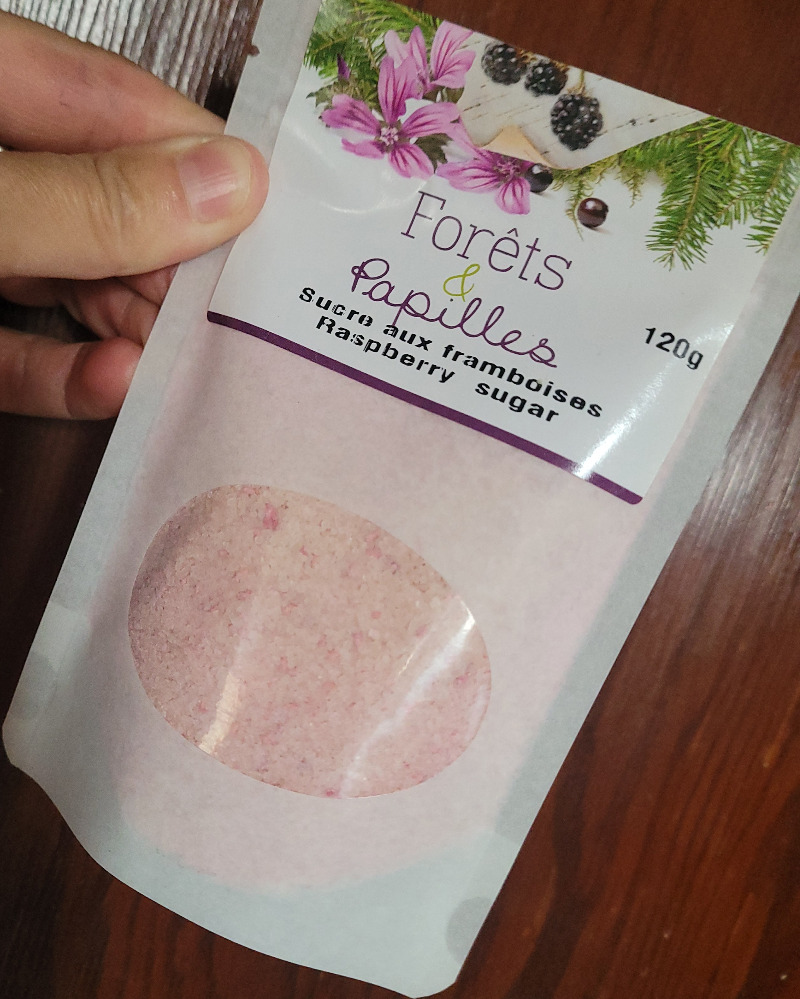 Forêts
&
Papilles
Sucre aux framboises
Raspberry sugar
120g